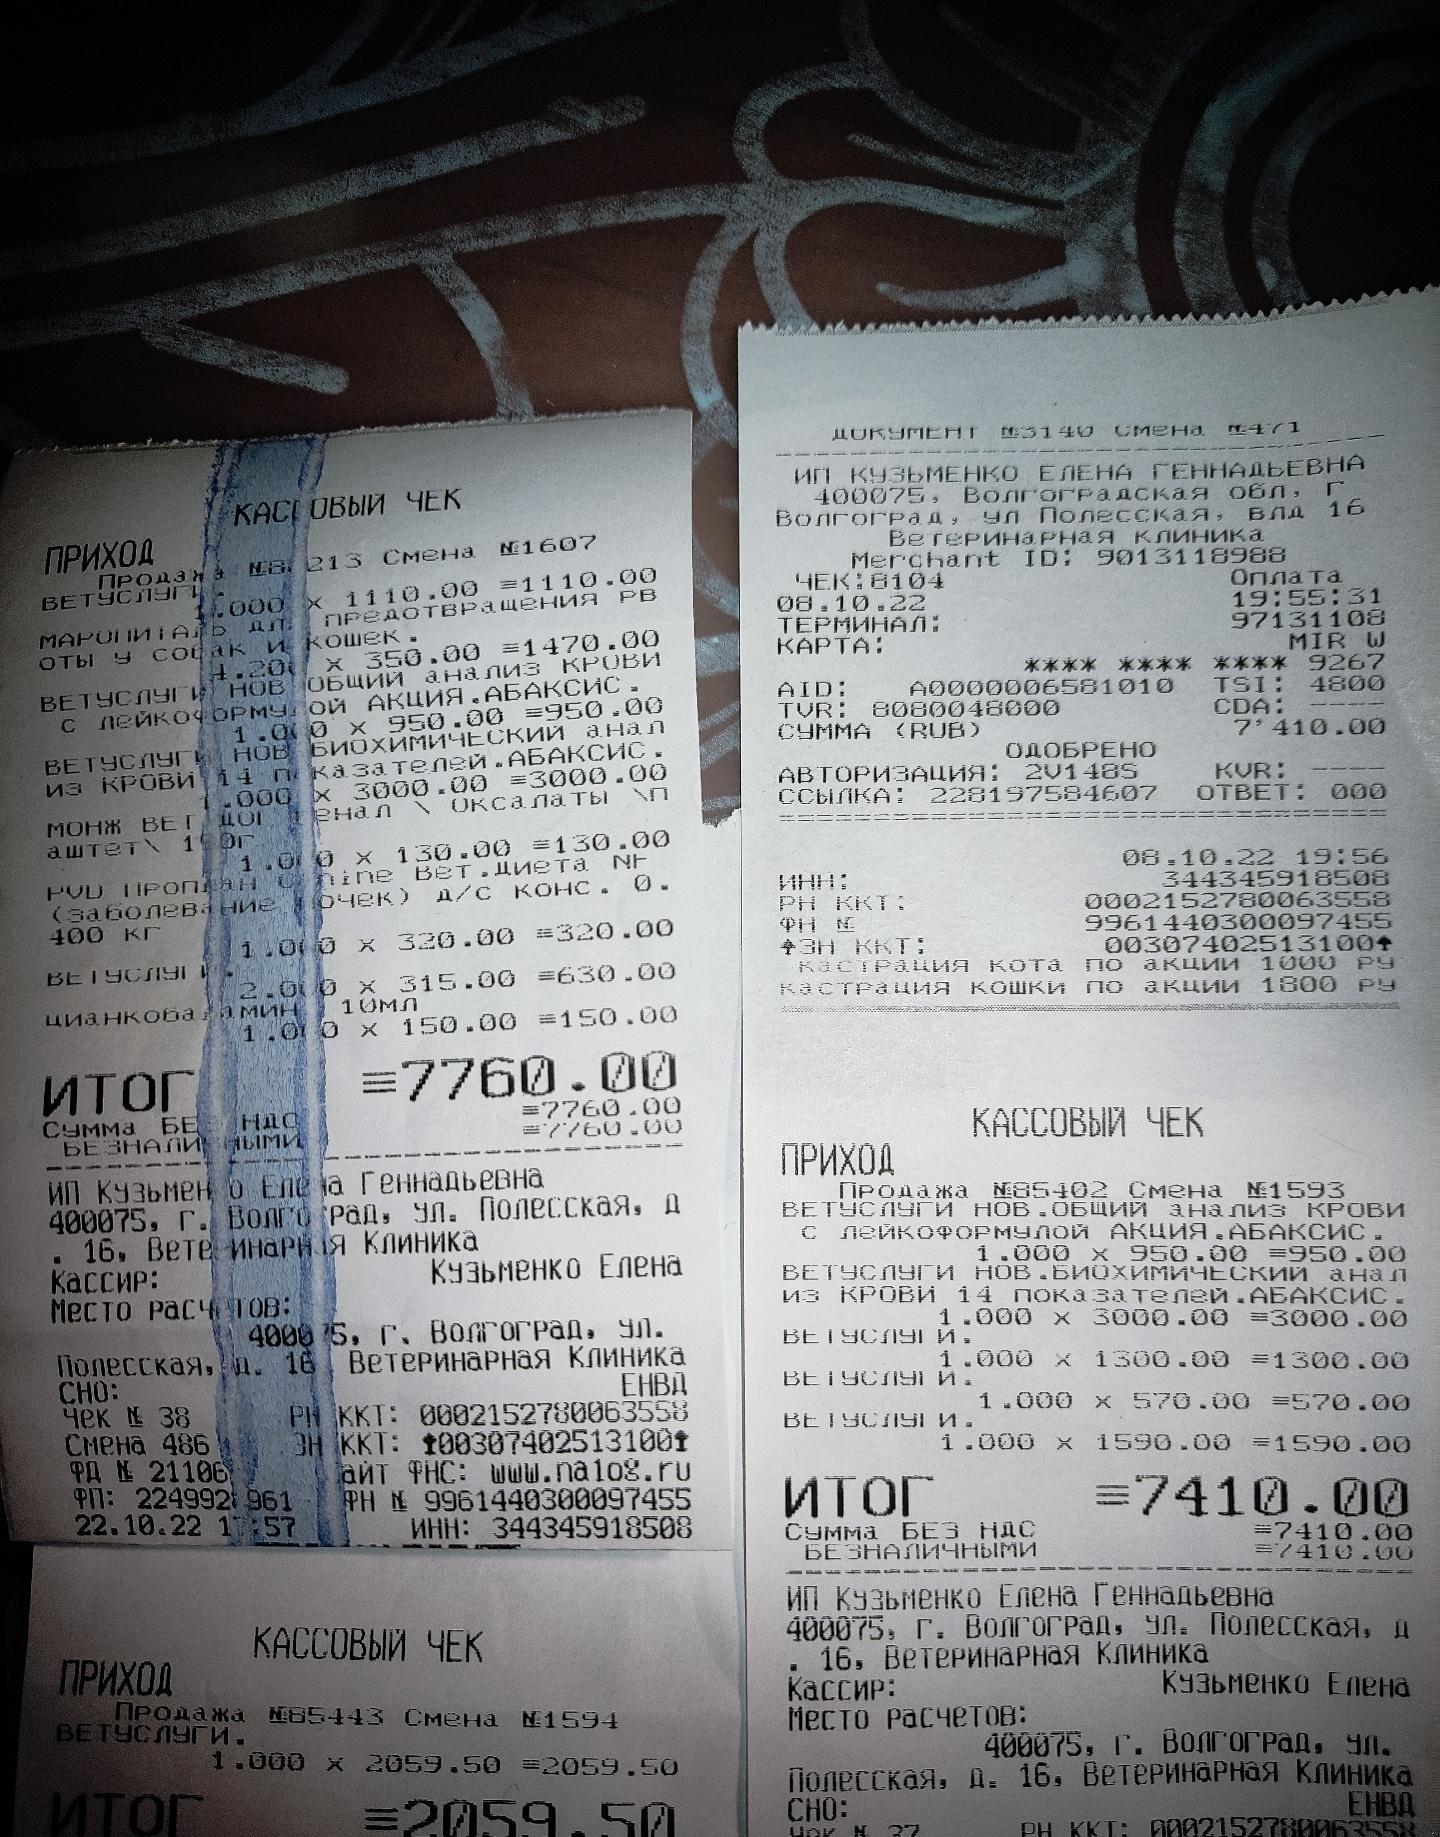 КАССОВЫЙ ЧЕК
ПРИХОД
Продажа 213 Смена №1607
ВЕТУСЛУГИ.
1.000 x 1110.00 ≡1110.00
МАРОПИТАЛЬ ДЛЯ ПРЕДОТВРАЩЕНИЯ РВ
ОТЫ У СОБАК И КОШЕК.
4.200 x 350.00 ≡1470.00
ВЕТУСЛУГИ НОВ.ОБЩИЙ анализ КРОВИ
с лейкоформулой АКЦИЯ.АБАКСИС.
1.000 x 950.00 ≡950.00
ВЕТУСЛУГИ НОВ.БИОХИМИЧЕСКИЙ анал
из КРОВИ 14 показателей.АБАКСИС.
1.000 x 3000.00 ≡3000.00
МОНЖ ВЕТ ДОГ Ренал \ Оксалаты \п
аштет\ 150г
1.000 x 130.00 ≡130.00
PVD ПРОПЛАН Canine Вет.диета NF
(заболевание почек) д/с конс. 0.
400 кг
1.000 x 320.00 ≡320.00
ВЕТУСЛУГИ.
2.000 x 315.00 ≡630.00
цианкобаламин 10мл
1.000 x 150.00 ≡150.00
ИТОГ ≡7760.00
Сумма БЕЗ НДС ≡7760.00
БЕЗНАЛИЧНЫМИ ≡7760.00
ИП Кузьменко Елена Геннадьевна
400075, г. Волгоград, ул. Полесская, д
. 16, Ветеринарная Клиника
Кассир: Кузьменко Елена
Место расчетов:
400075, г. Волгоград, ул.
Полесская, д. 16, Ветеринарная Клиника
СНО: ЕНВД
Чек № 38 РН ККТ: 0002152780063558
Смена 486 ЗН ККТ: ↑00307402513100↑
ФД № 21106 Сайт ФНС: www.nalog.ru
ФП: 224992 961 ФН № 9961440300097455
22.10.22 17:57 ИНН: 344345918508
КАССОВЫЙ ЧЕК
ПРИХОД
Продажа №85443 Смена №1594
ВЕТУСЛУГИ.
1.000 x 2059.50 ≡2059.50
ИТОГ ≡2059.50
ДОКУМЕНТ №3140 Смена №471
ИП КУЗЬМЕНКО ЕЛЕНА ГЕННАДЬЕВНА
400075, Волгоградская обл, Г
Волгоград, ул Полесская, влд 16
Ветеринарная клиника
Merchant ID: 9013118988
ЧЕК:8104 Оплата
08.10.22 19:55:31
ТЕРМИНАЛ: 97131108
КАРТА: MIR W
**** **** **** 9267
AID: A0000006581010 TSI: 4800
TVR: 8080048000 CDA: ----
СУММА (RUB) 7'410.00
ОДОБРЕНО
АВТОРИЗАЦИЯ: 2V148S KVR: ----
ССЫЛКА: 228197584607 ОТВЕТ: 000
08.10.22 19:56
ИНН: 344345918508
РН ККТ: 0002152780063558
ФН № 9961440300097455
↑ЗН ККТ: 00307402513100↑
кастрация кота по акции 1000 ру
кастрация кошки по акции 1800 ру
КАССОВЫЙ ЧЕК
ПРИХОД
Продажа №85402 Смена №1593
ВЕТУСЛУГИ НОВ.ОБЩИЙ анализ КРОВИ
с лейкоформулой АКЦИЯ.АБАКСИС.
1.000 x 950.00 ≡950.00
ВЕТУСЛУГИ НОВ.БИОХИМИЧЕСКИЙ анал
из КРОВИ 14 показателей.АБАКСИС.
1.000 x 3000.00 ≡3000.00
ВЕТУСЛУГИ.
1.000 x 1300.00 ≡1300.00
ВЕТУСЛУГИ.
1.000 x 570.00 ≡570.00
ВЕТУСЛУГИ.
1.000 x 1590.00 ≡1590.00
ИТОГ ≡7410.00
Сумма БЕЗ НДС ≡7410.00
БЕЗНАЛИЧНЫМИ ≡7410.00
ИП Кузьменко Елена Геннадьевна
400075, г. Волгоград, ул. Полесская, д
. 16, Ветеринарная Клиника
Кассир: Кузьменко Елена
Место расчетов:
400075, г. Волгоград, ул.
Полесская, д. 16, Ветеринарная Клиника
СНО: ЕНВД
Чек № 37 РН ККТ: 0002152780063558